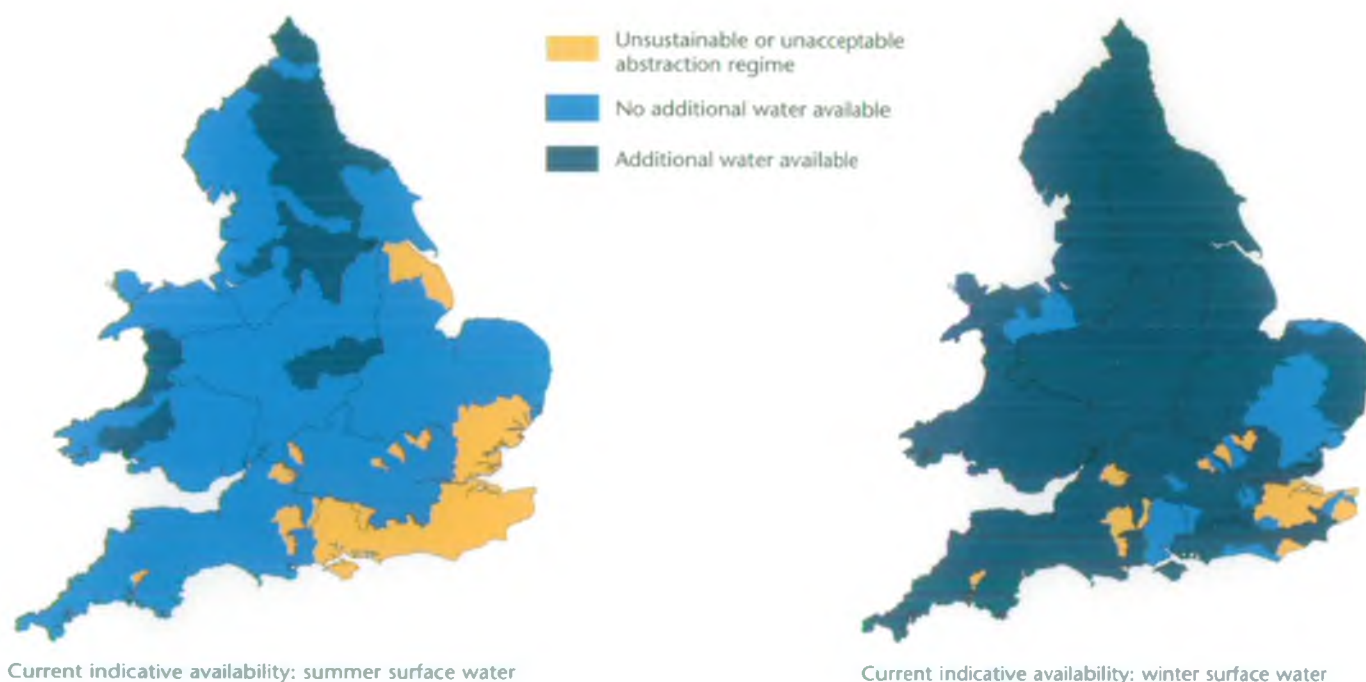 Unsustainable or unacceptable
abstraction regime
No additional water available
Additional water available
Current indicative availability: summer surface water
Current indicative availability: winter surface water